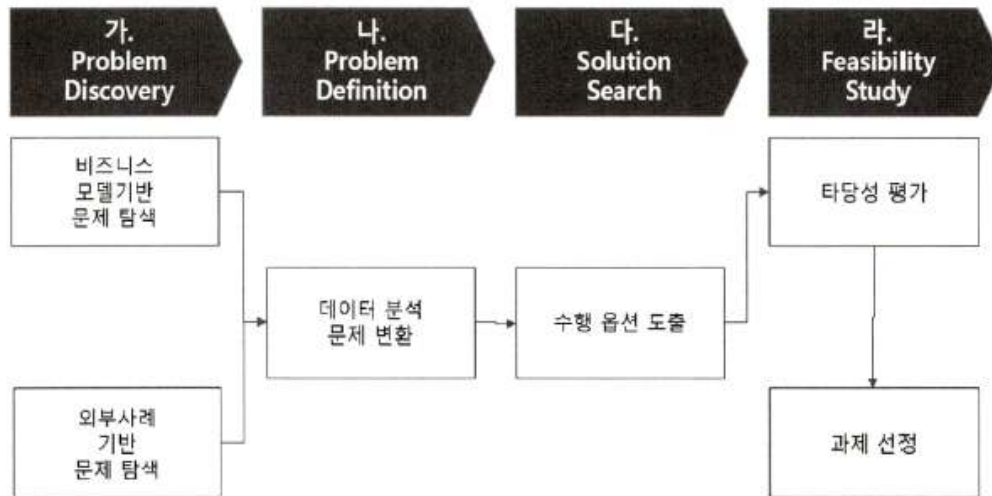 가.
Problem
Discovery
나.
Problem
Definition
다.
Solution
Search
라.
Feasibility
Study
비즈니스
모델기반
문제 탐색
외부사례
기반
문제 탐색
데이터 분석
문제 변환
수행 옵션 도출
타당성 평가
과제 선정